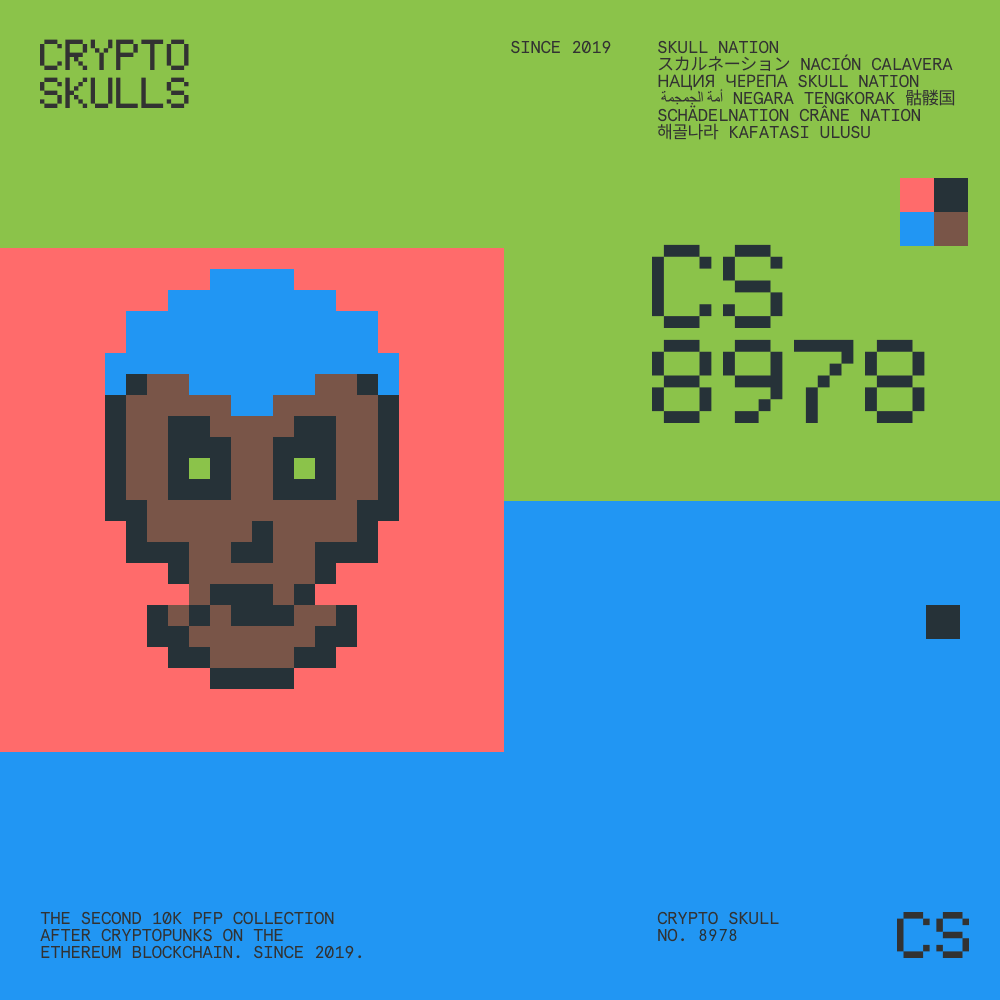 CRYPTO
SKULLS
SINCE 2019
SKULL NATION
スカルネーション NACIÓN CALAVERA
НАЦИЯ ЧЕРЕПА SKULL NATION
أمة الجمجمة NEGARA TENGKORAK 骷髅国
SCHÄDELNATION CRÂNE NATION
해골나라 KAFATASI ULUSU
CS
8978
THE SECOND 10K PFP COLLECTION
AFTER CRYPTOPUNKS ON THE
ETHEREUM BLOCKCHAIN. SINCE 2019.
CRYPTO SKULL
NO. 8978
CS